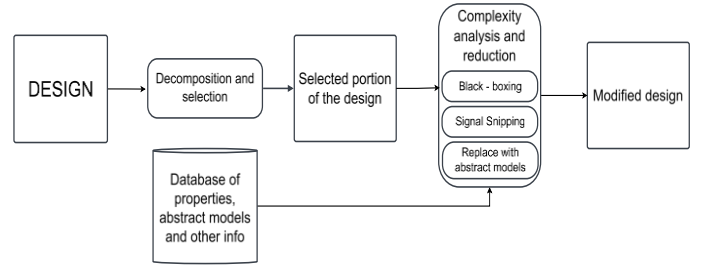 DESIGN
Decomposition and
selection
Selected portion
of the design
Complexity
analysis and
reduction
Black - boxing
Signal Snipping
Replace with
abstract models
Modified design
Database of
properties,
abstract models
and other info